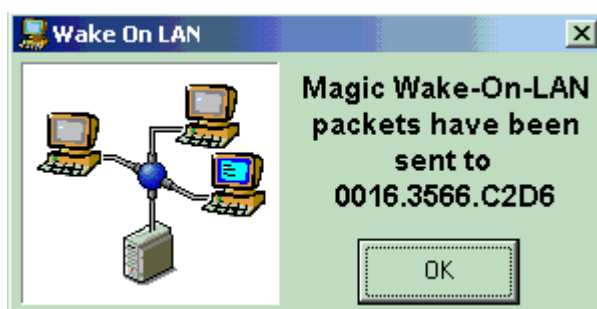 Wake On LAN
Magic Wake-On-LAN
packets have been
sent to
0016.3566.C2D6
OK